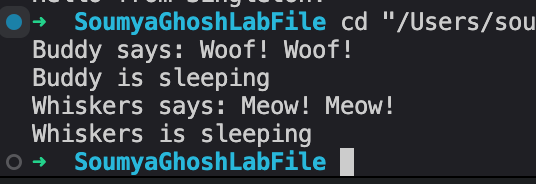 ➜ SoumyaGhoshLabFile cd "/Users/sou
Buddy says: Woof! Woof!
Buddy is sleeping
Whiskers says: Meow! Meow!
Whiskers is sleeping
➜ SoumyaGhoshLabFile